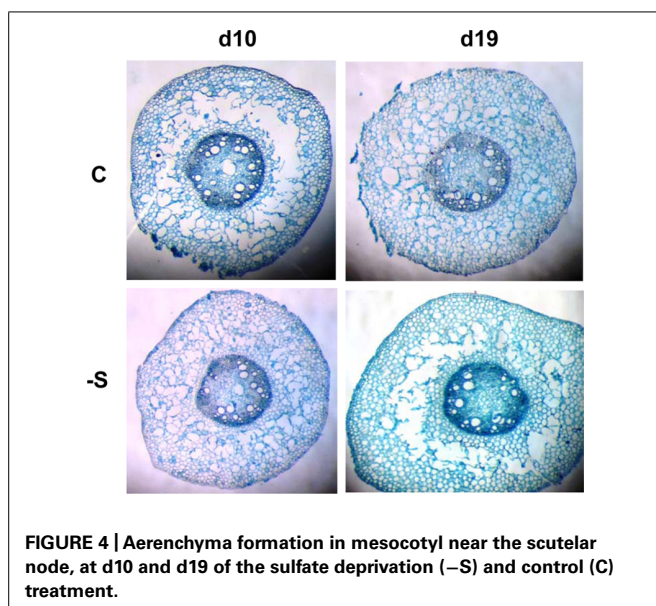 d10 d19
C
-S
FIGURE 4 | Aerenchyma formation in mesocotyl near the scutelar
node, at d10 and d19 of the sulfate deprivation (−S) and control (C)
treatment.